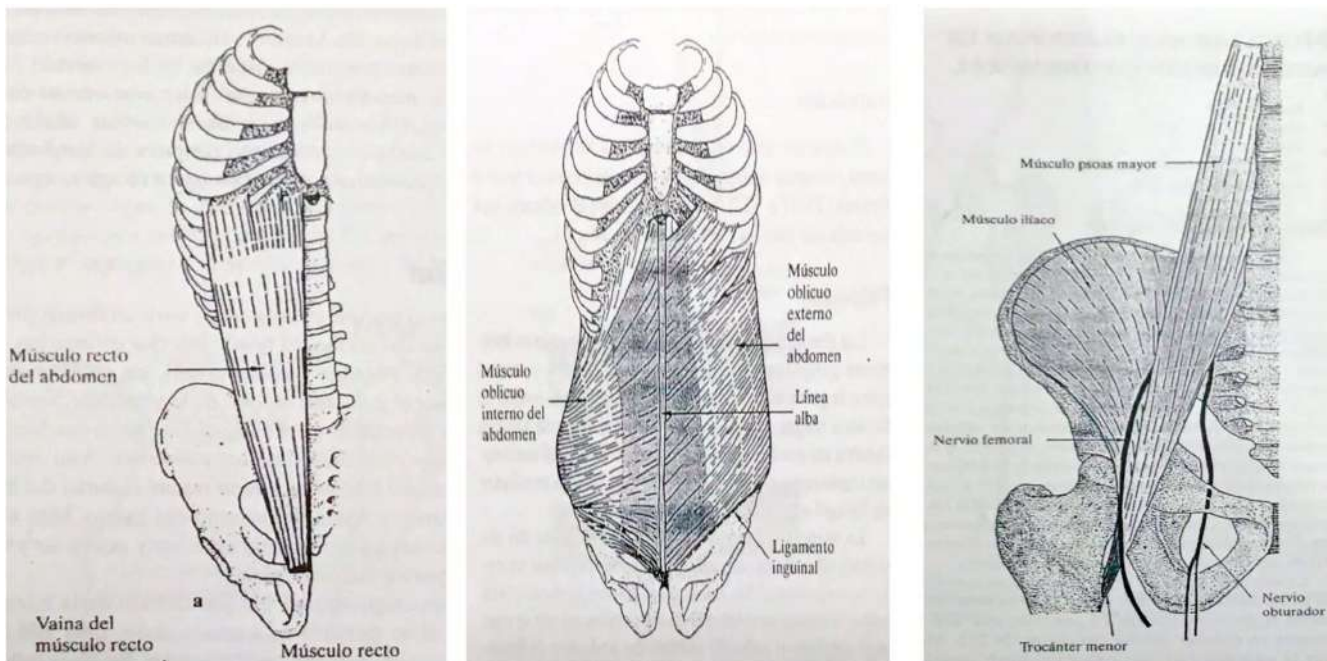 Músculo recto
del abdomen
a
Vaina del
músculo recto
Músculo recto
Músculo
oblicuo
externo
del
abdomen
Músculo
oblicuo
interno del
abdomen
Línea
alba
Ligamento
inguinal
Músculo psoas mayor
Músculo ilíaco
Nervio femoral
Nervio
obturador
Trocánter menor